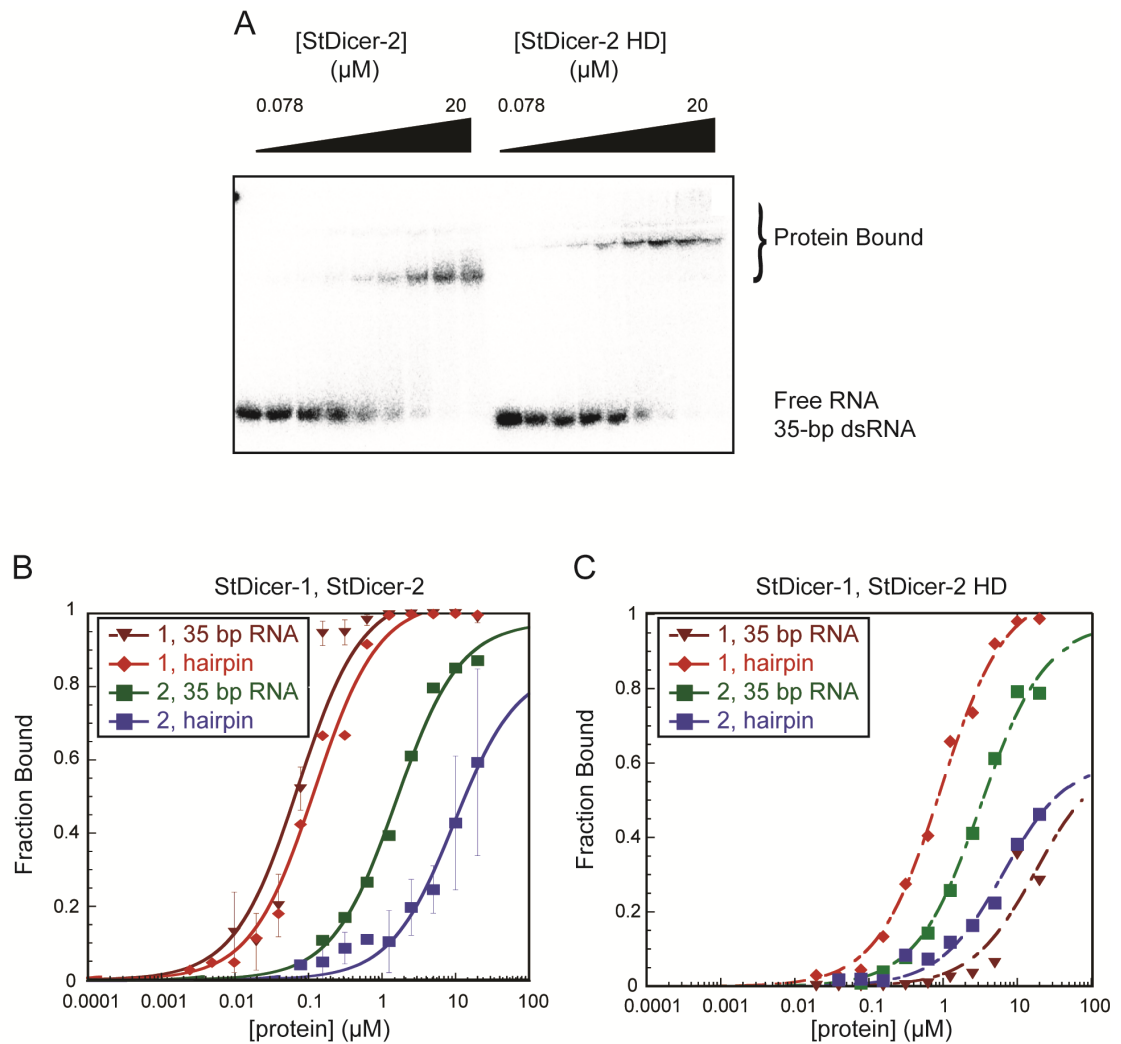 A
[StDicer-2] [StDicer-2 HD]
(µM) (µM)
0.078 20 0.078 20
Protein Bound
Free RNA
35-bp dsRNA
B
StDicer-1, StDicer-2
1, 35 bp RNA
1, hairpin
2, 35 bp RNA
2, hairpin
Fraction Bound
1
0.8
0.6
0.4
0.2
0
0.0001 0.001 0.01 0.1 1 10 100
[protein] (µM)
C
StDicer-1, StDicer-2 HD
1, 35 bp RNA
1, hairpin
2, 35 bp RNA
2, hairpin
Fraction Bound
1
0.8
0.6
0.4
0.2
0
0.0001 0.001 0.01 0.1 1 10 100
[protein] (µM)